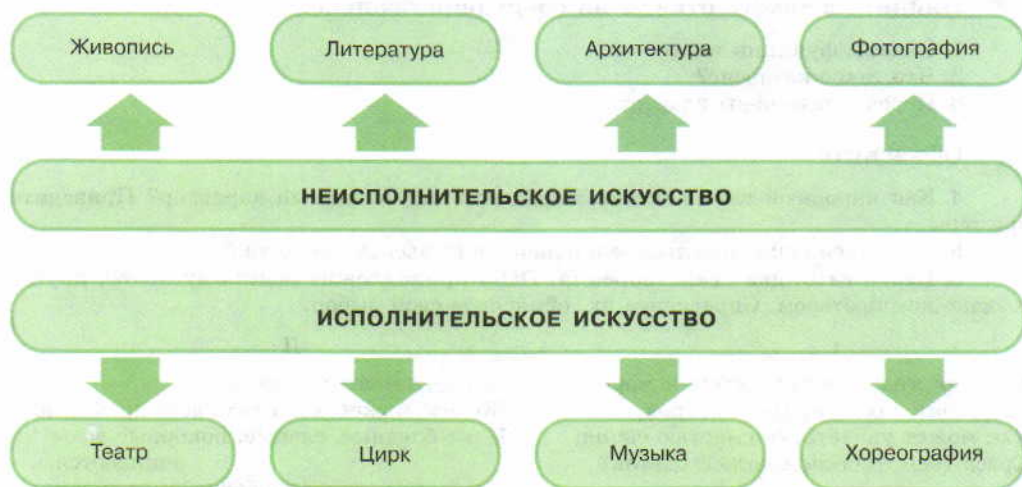 Живопись Литература Архитектура Фотография
НЕИСПОЛНИТЕЛЬСКОЕ ИСКУССТВО
ИСПОЛНИТЕЛЬСКОЕ ИСКУССТВО
Театр Цирк Музыка Хореография